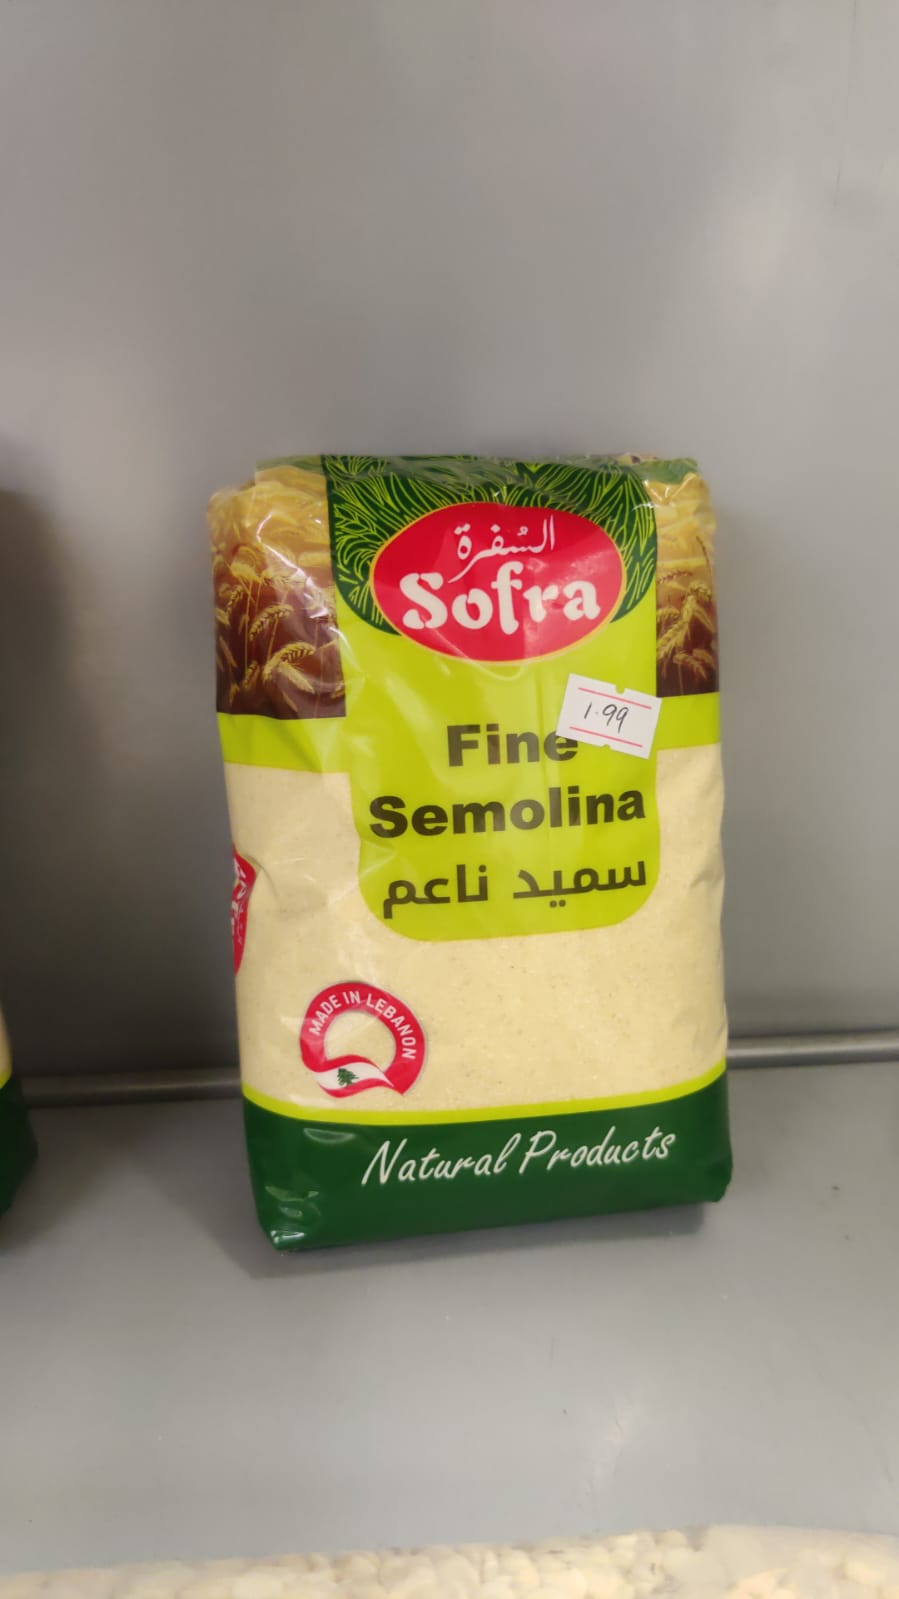 السُفرة
Sofra
1.99
Fine
Semolina
سميد ناعم
MADE IN LEBANON
Natural Products